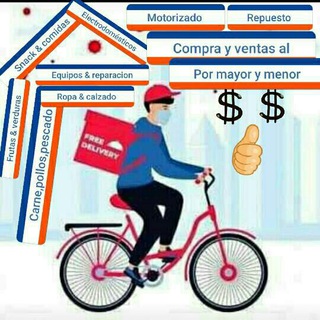 Electrodomésticos
Snack & comidas
Motorizado
Repuesto
Compra y ventas al
Por mayor y menor
Equipos & reparacion
Ropa & calzado
Frutas & verduras
Carne,pollos,pescado
$ $
FREE
DELIVERY